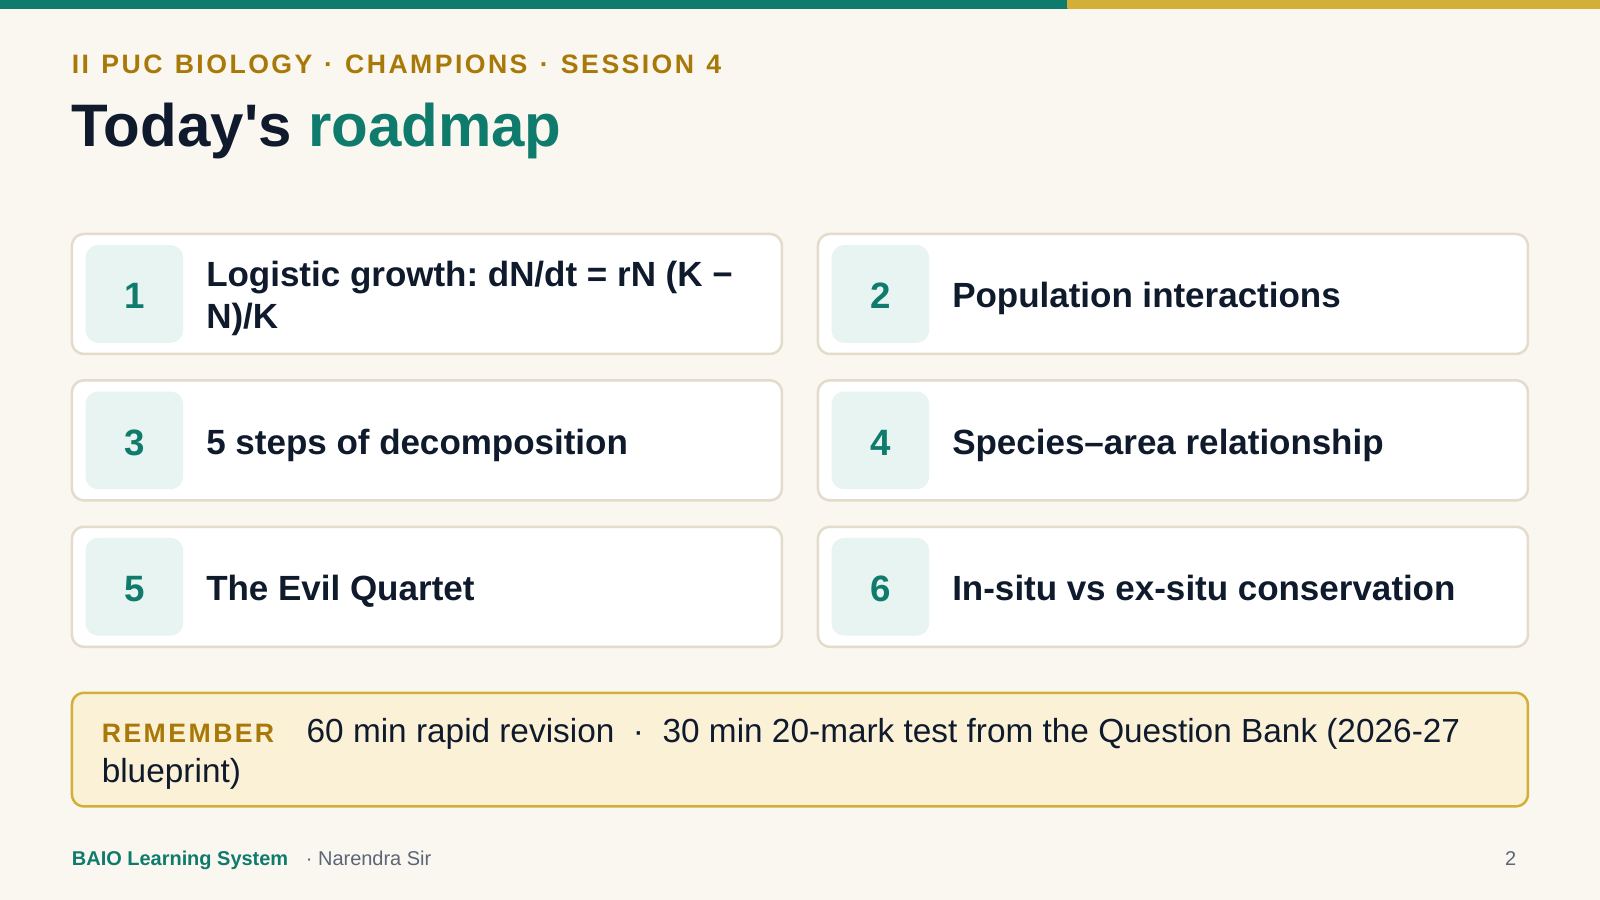 II PUC BIOLOGY · CHAMPIONS · SESSION 4
Today's roadmap
1
Logistic growth: dN/dt = rN (K −
N)/K
2
Population interactions
3
5 steps of decomposition
4
Species–area relationship
5
The Evil Quartet
6
In-situ vs ex-situ conservation
REMEMBER 60 min rapid revision · 30 min 20-mark test from the Question Bank (2026-27
blueprint)
BAIO Learning System · Narendra Sir
2